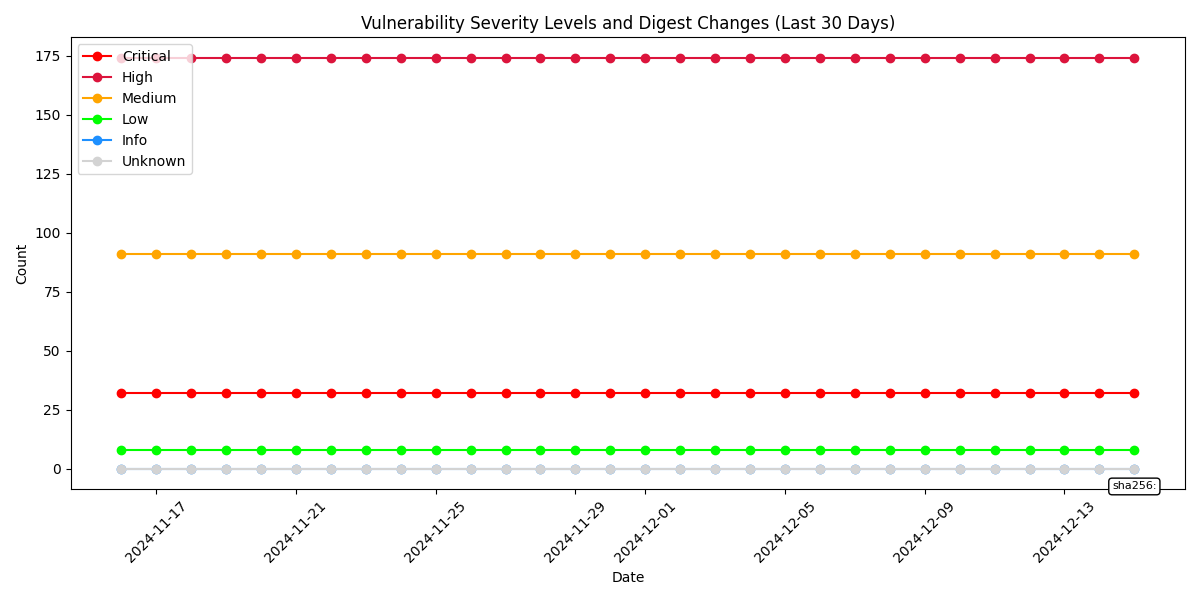 Vulnerability Severity Levels and Digest Changes (Last 30 Days)
Count
175
150
125
100
75
50
25
0
Critical
High
Medium
Low
Info
Unknown
sha256:
2024-11-17
2024-11-21
2024-11-25
2024-11-29
2024-12-01
2024-12-05
2024-12-09
2024-12-13
Date